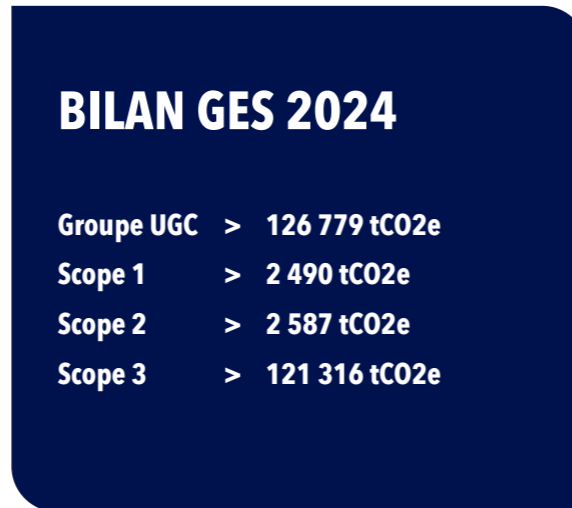 BILAN GES 2024
Groupe UGC > 126 779 tCO2e
Scope 1 > 2 490 tCO2e
Scope 2 > 2 587 tCO2e
Scope 3 > 121 316 tCO2e